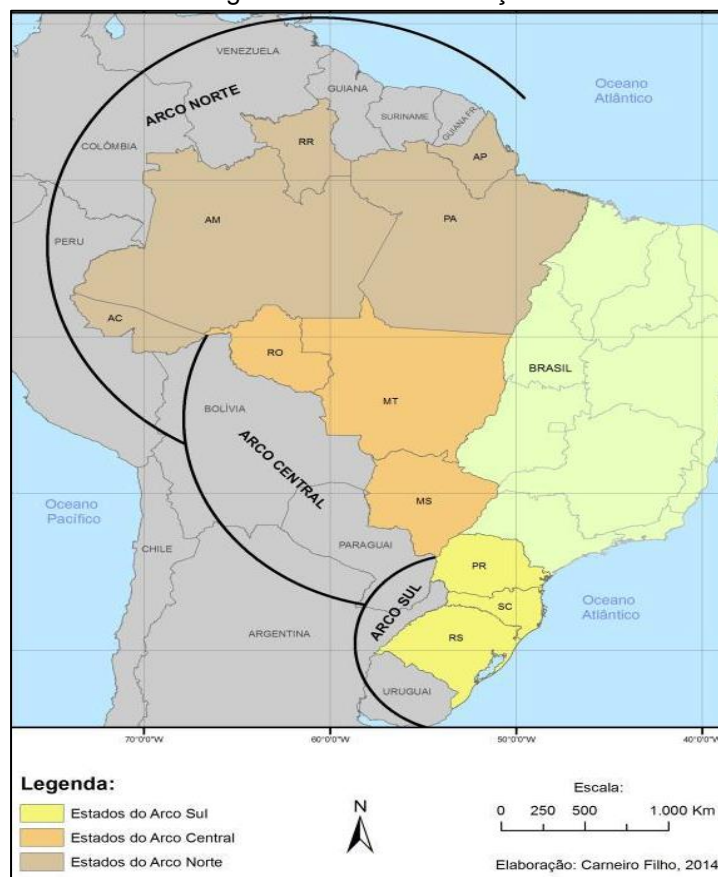 VENEZUELA
GUIANA
SURINAME
GUIANA FR.
Oceano
Atlântico
ARCO NORTE
COLÔMBIA
RR
AP
AM
PA
PERU
AC
RO
BRASIL
MT
BOLÍVIA
ARCO CENTRAL
Oceano
Pacífico
MS
CHILE
PARAGUAI
PR
ARCO SUL
SC
Oceano
Atlântico
RS
ARGENTINA
URUGUAI
70°0'0"W
60°0'0"W
50°0'0"W
40°0'0"W
Legenda:
Estados do Arco Sul
Estados do Arco Central
Estados do Arco Norte
N
Escala:
0 250 500 1.000 Km
Elaboração: Carneiro Filho, 2014